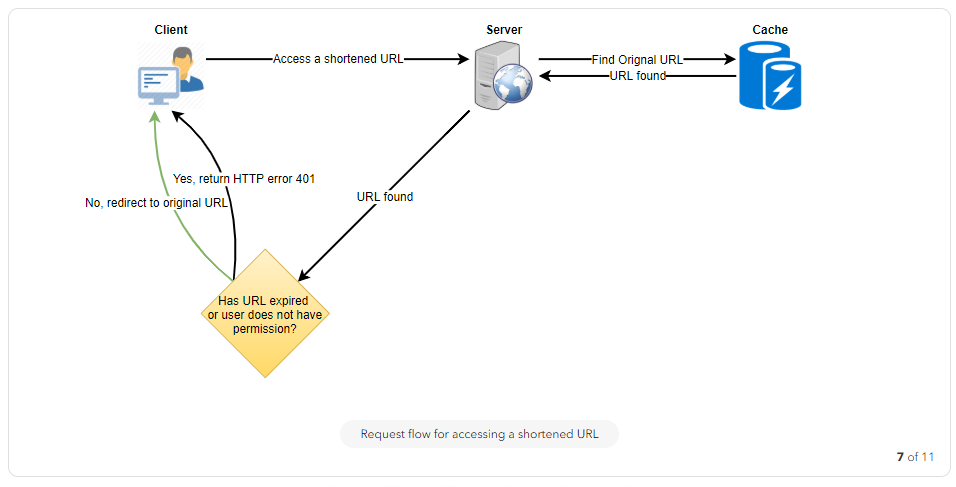 Client
Server
Cache
Access a shortened URL
Find Orignal URL
URL found
Yes, return HTTP error 401
URL found
No, redirect to original URL
Has URL expired
or user does not have
permission?
Request flow for accessing a shortened URL
7 of 11